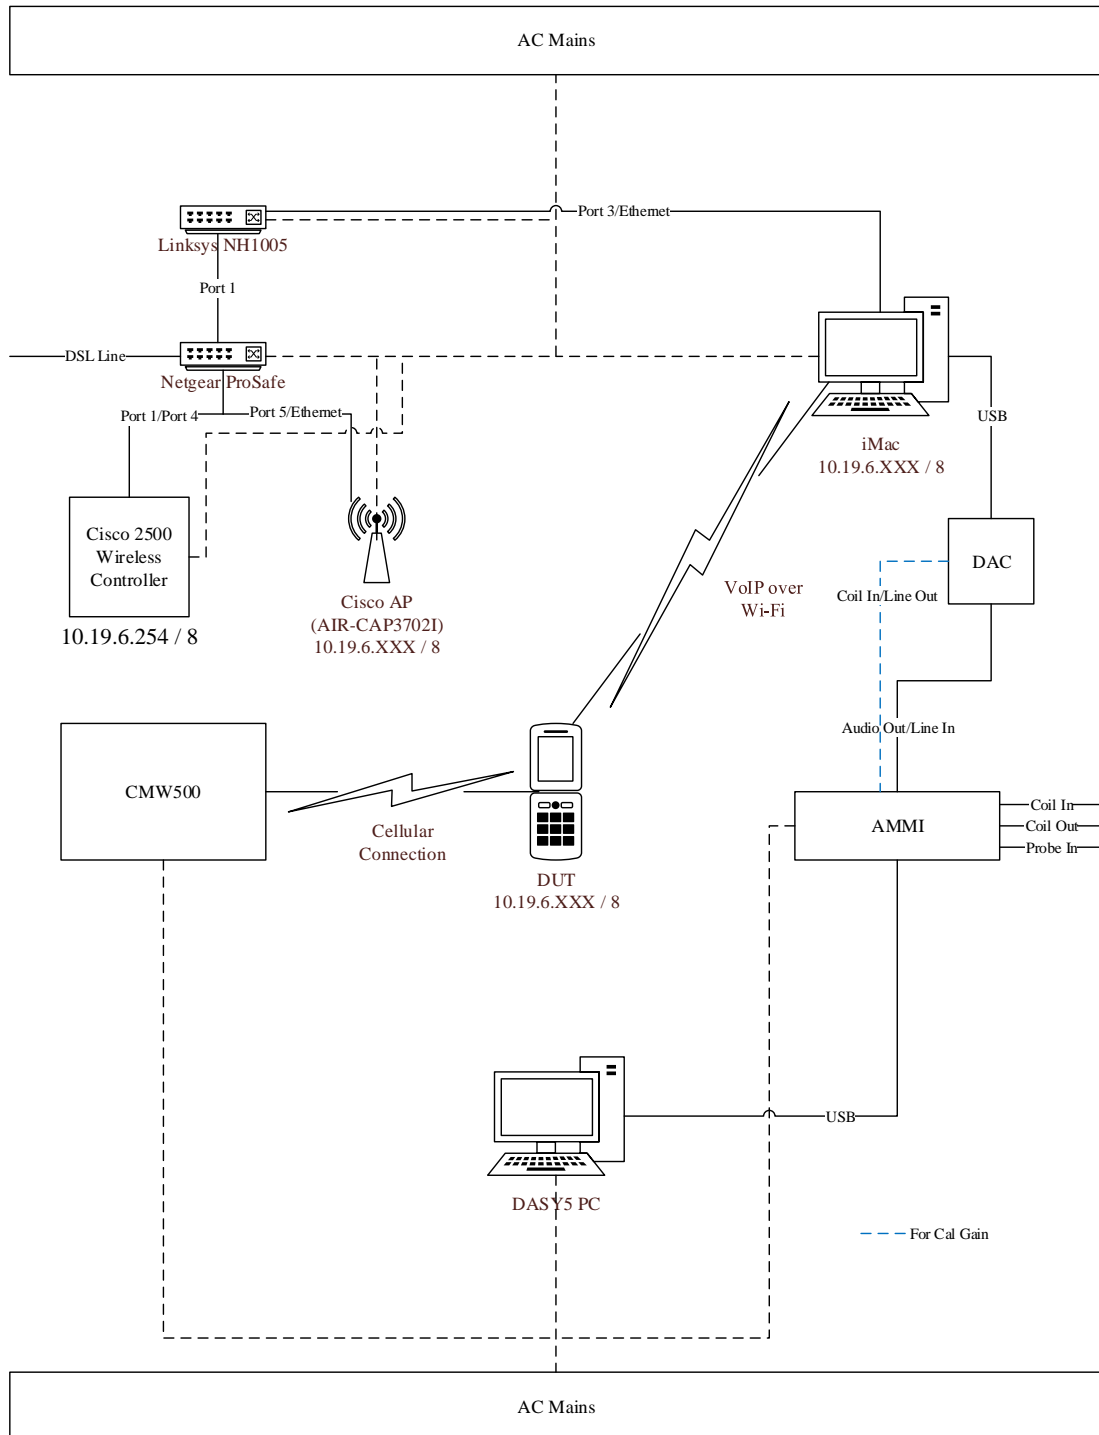 AC Mains
Port 3/Ethernet
Linksys NH1005
Port 1
DSL Line
Netgear ProSafe
Port 1/Port 4
Port 5/Ethernet
USB
iMac
10.19.6.XXX / 8
Cisco 2500
Wireless
Controller
10.19.6.254 / 8
Cisco AP
(AIR-CAP3702I)
10.19.6.XXX / 8
VoIP over
Wi-Fi
DAC
Coil In/Line Out
Audio Out/Line In
CMW500
Cellular
Connection
DUT
10.19.6.XXX / 8
AMMI
Coil In
Coil Out
Probe In
USB
DASY5 PC
For Cal Gain
AC Mains